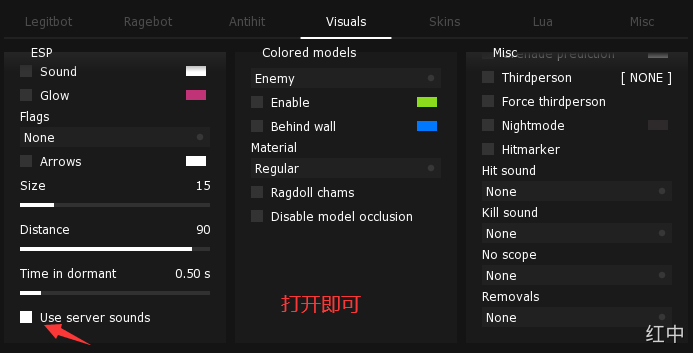 Legitbot Ragebot Antihit Visuals Skins Lua Misc
ESP
Sound
Glow
Flags
None
Arrows
Size 15
Distance 90
Time in dormant 0.50 s
Use server sounds
Colored models
Enemy
Enable
Behind wall
Material
Regular
Ragdoll chams
Disable model occlusion
打开即可
Misc
Thirdperson [ NONE ]
Force thirdperson
Nightmode
Hitmarker
Hit sound
None
Kill sound
None
No scope
None
Removals
None
红中